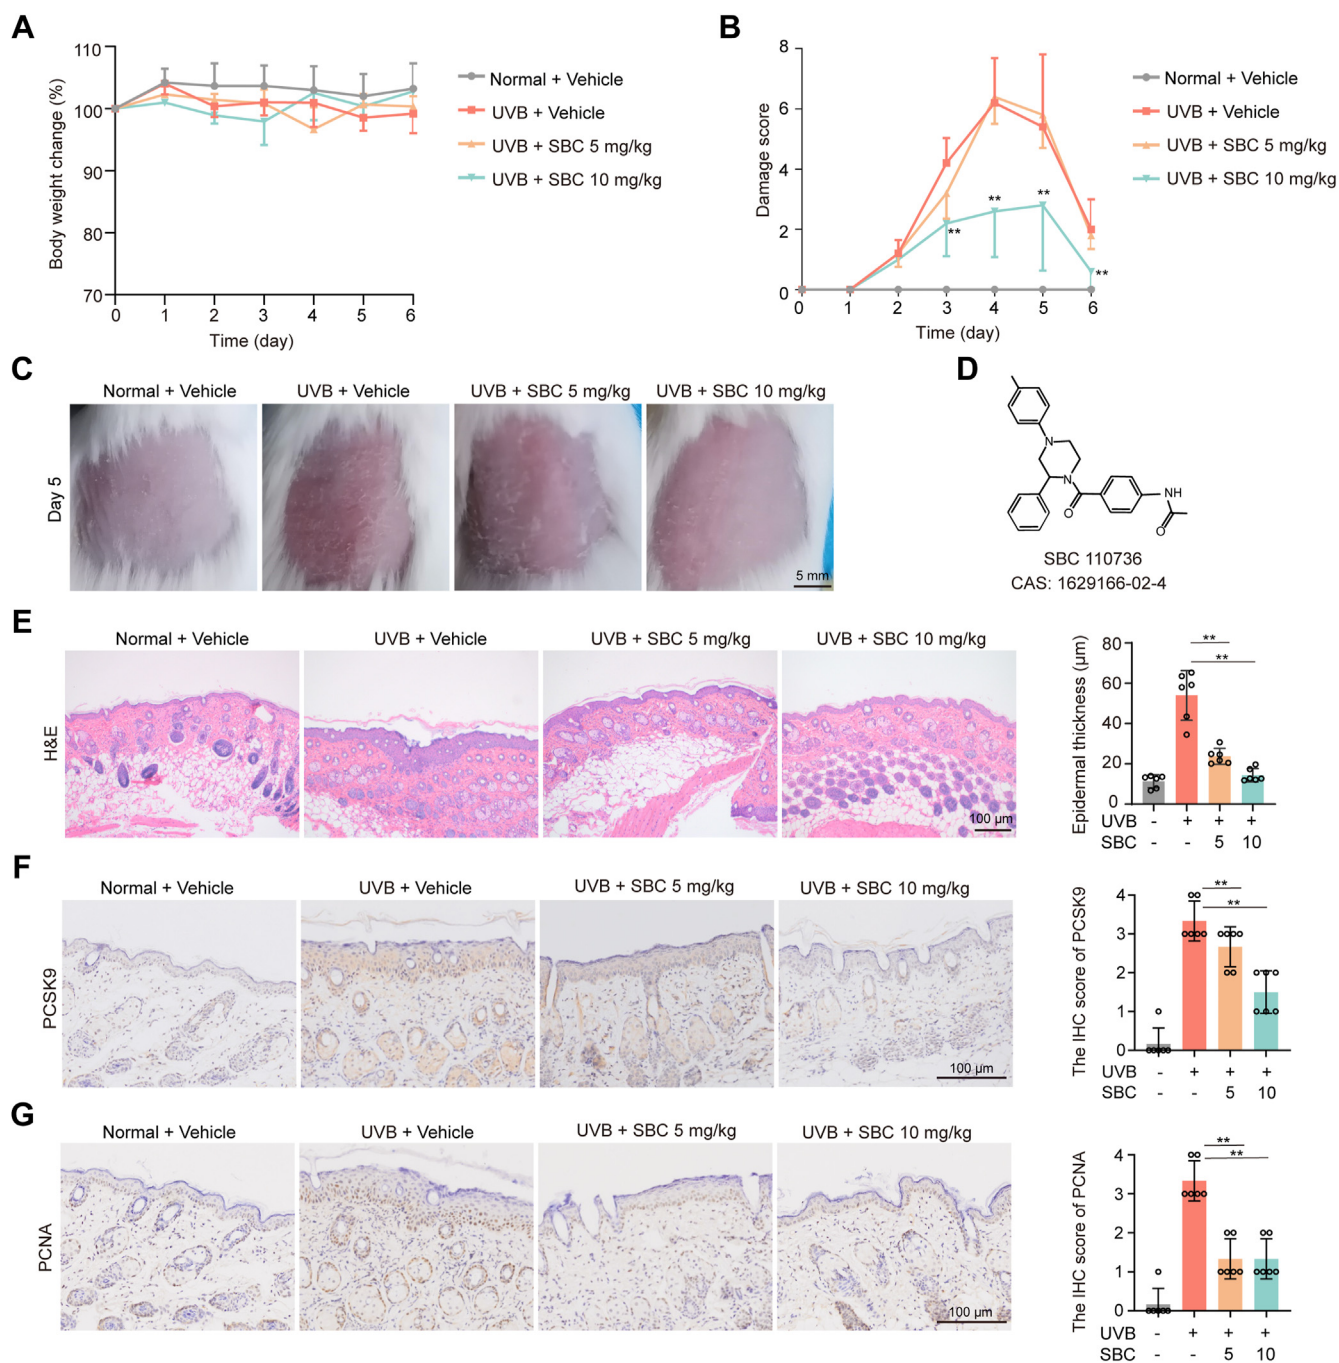 A
110
100
90
80
70
Body weight change (%)
0 1 2 3 4 5 6
Time (day)
Normal + Vehicle
UVB + Vehicle
UVB + SBC 5 mg/kg
UVB + SBC 10 mg/kg
B
8
6
4
2
0
Damage score
** ** ** **
0 1 2 3 4 5 6
Time (day)
Normal + Vehicle
UVB + Vehicle
UVB + SBC 5 mg/kg
UVB + SBC 10 mg/kg
C
Normal + Vehicle UVB + Vehicle UVB + SBC 5 mg/kg UVB + SBC 10 mg/kg
Day 5
5 mm
D
N
N
O
NH
O
SBC 110736
CAS: 1629166-02-4
E
Normal + Vehicle UVB + Vehicle UVB + SBC 5 mg/kg UVB + SBC 10 mg/kg
H&E
100 µm
Epidermal thickness (µm)
80
60
40
20
0
**
**
UVB - + + +
SBC - - 5 10
F
Normal + Vehicle UVB + Vehicle UVB + SBC 5 mg/kg UVB + SBC 10 mg/kg
PCSK9
100 µm
The IHC score of PCSK9
4
3
2
1
0
**
**
UVB - + + +
SBC - - 5 10
G
Normal + Vehicle UVB + Vehicle UVB + SBC 5 mg/kg UVB + SBC 10 mg/kg
PCNA
100 µm
The IHC score of PCNA
4
3
2
1
0
**
**
UVB - + + +
SBC - - 5 10